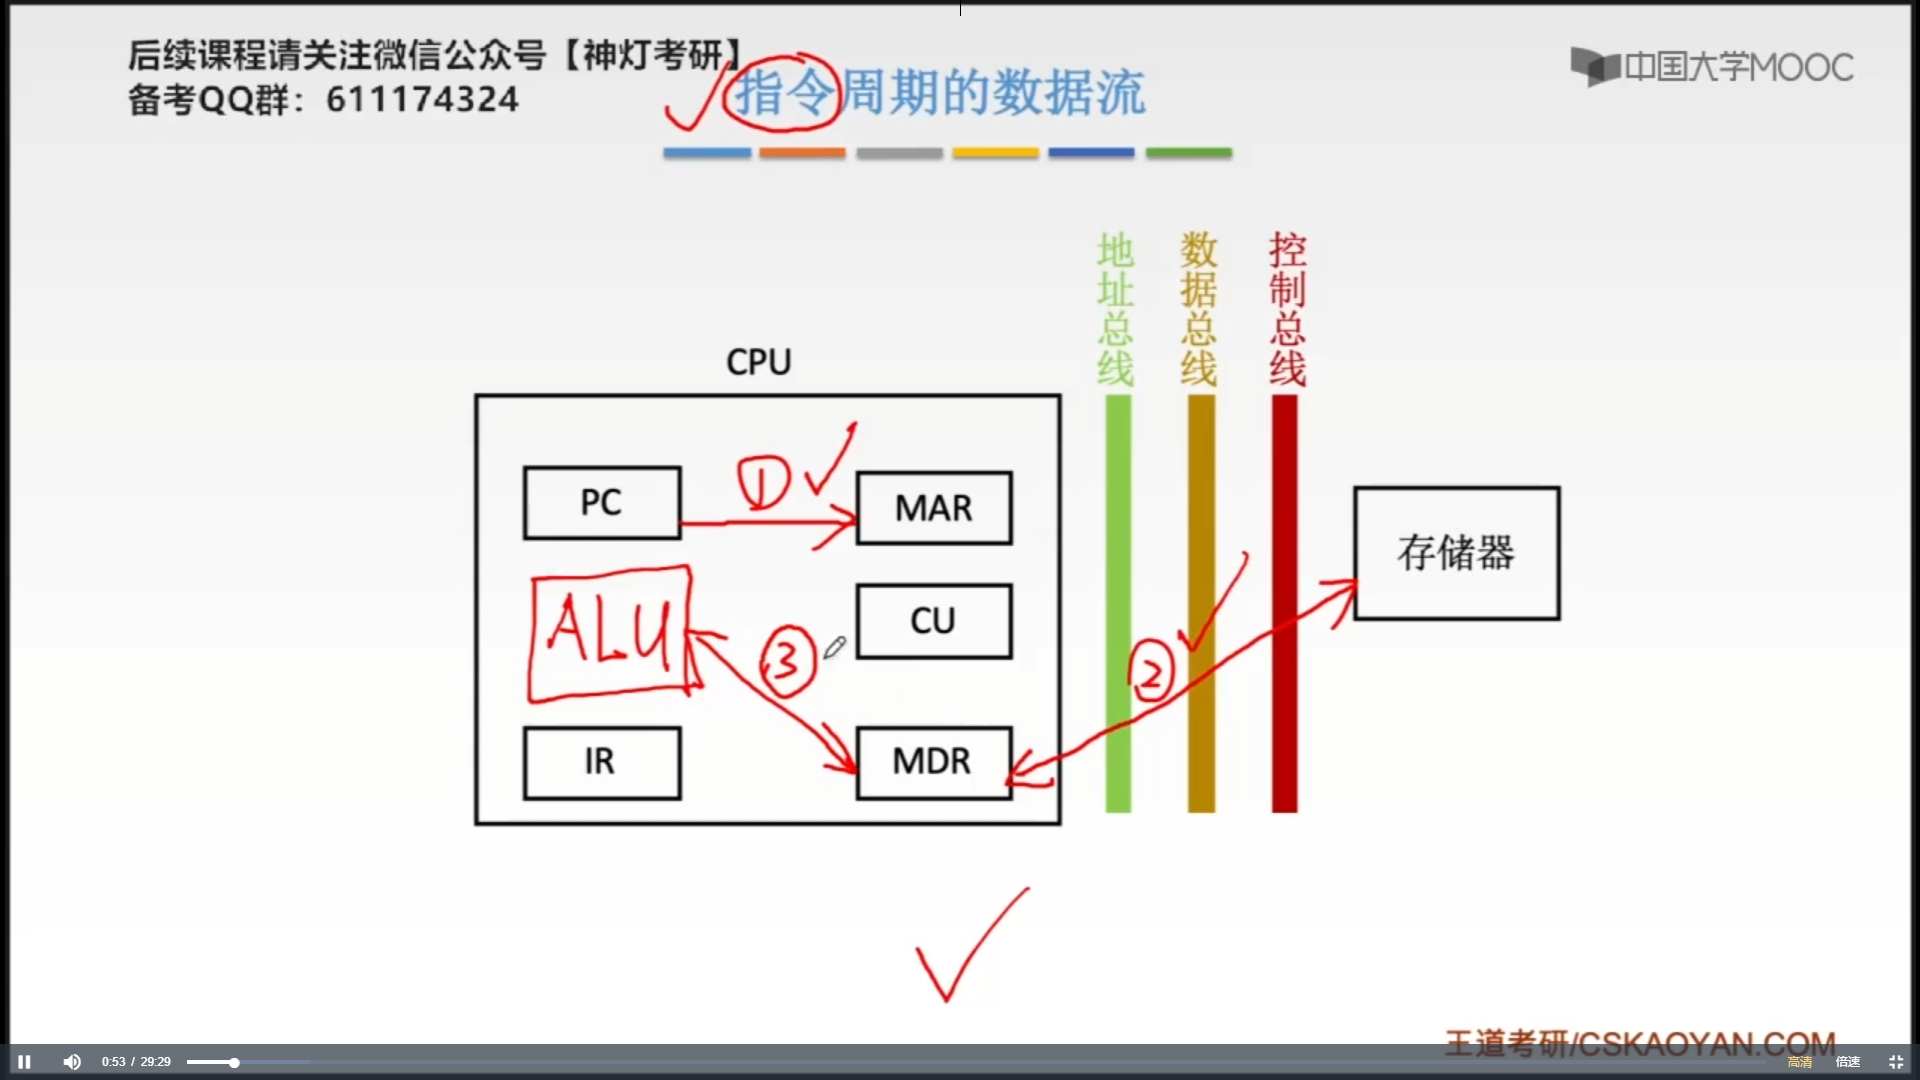 后续课程请关注微信公众号【神灯考研】
备考QQ群：611174324
中国大学MOOC
指令周期的数据流
地址总线
数据总线
控制总线
CPU
PC
①
MAR
ALU
③
CU
②
存储器
IR
MDR
王道考研/CSKAOYAN.COM
0:53 / 29:29
高清
倍速